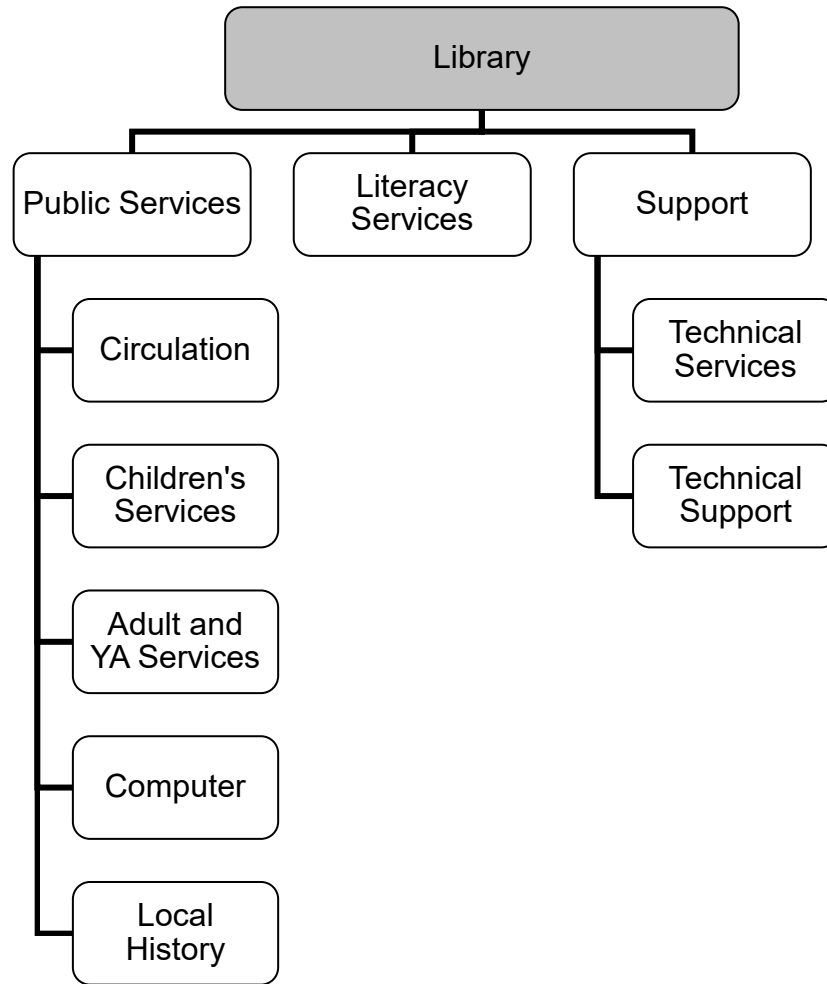 Library
Public Services
Literacy
Services
Support
Circulation
Technical
Services
Children's
Services
Technical
Support
Adult and
YA Services
Computer
Local
History